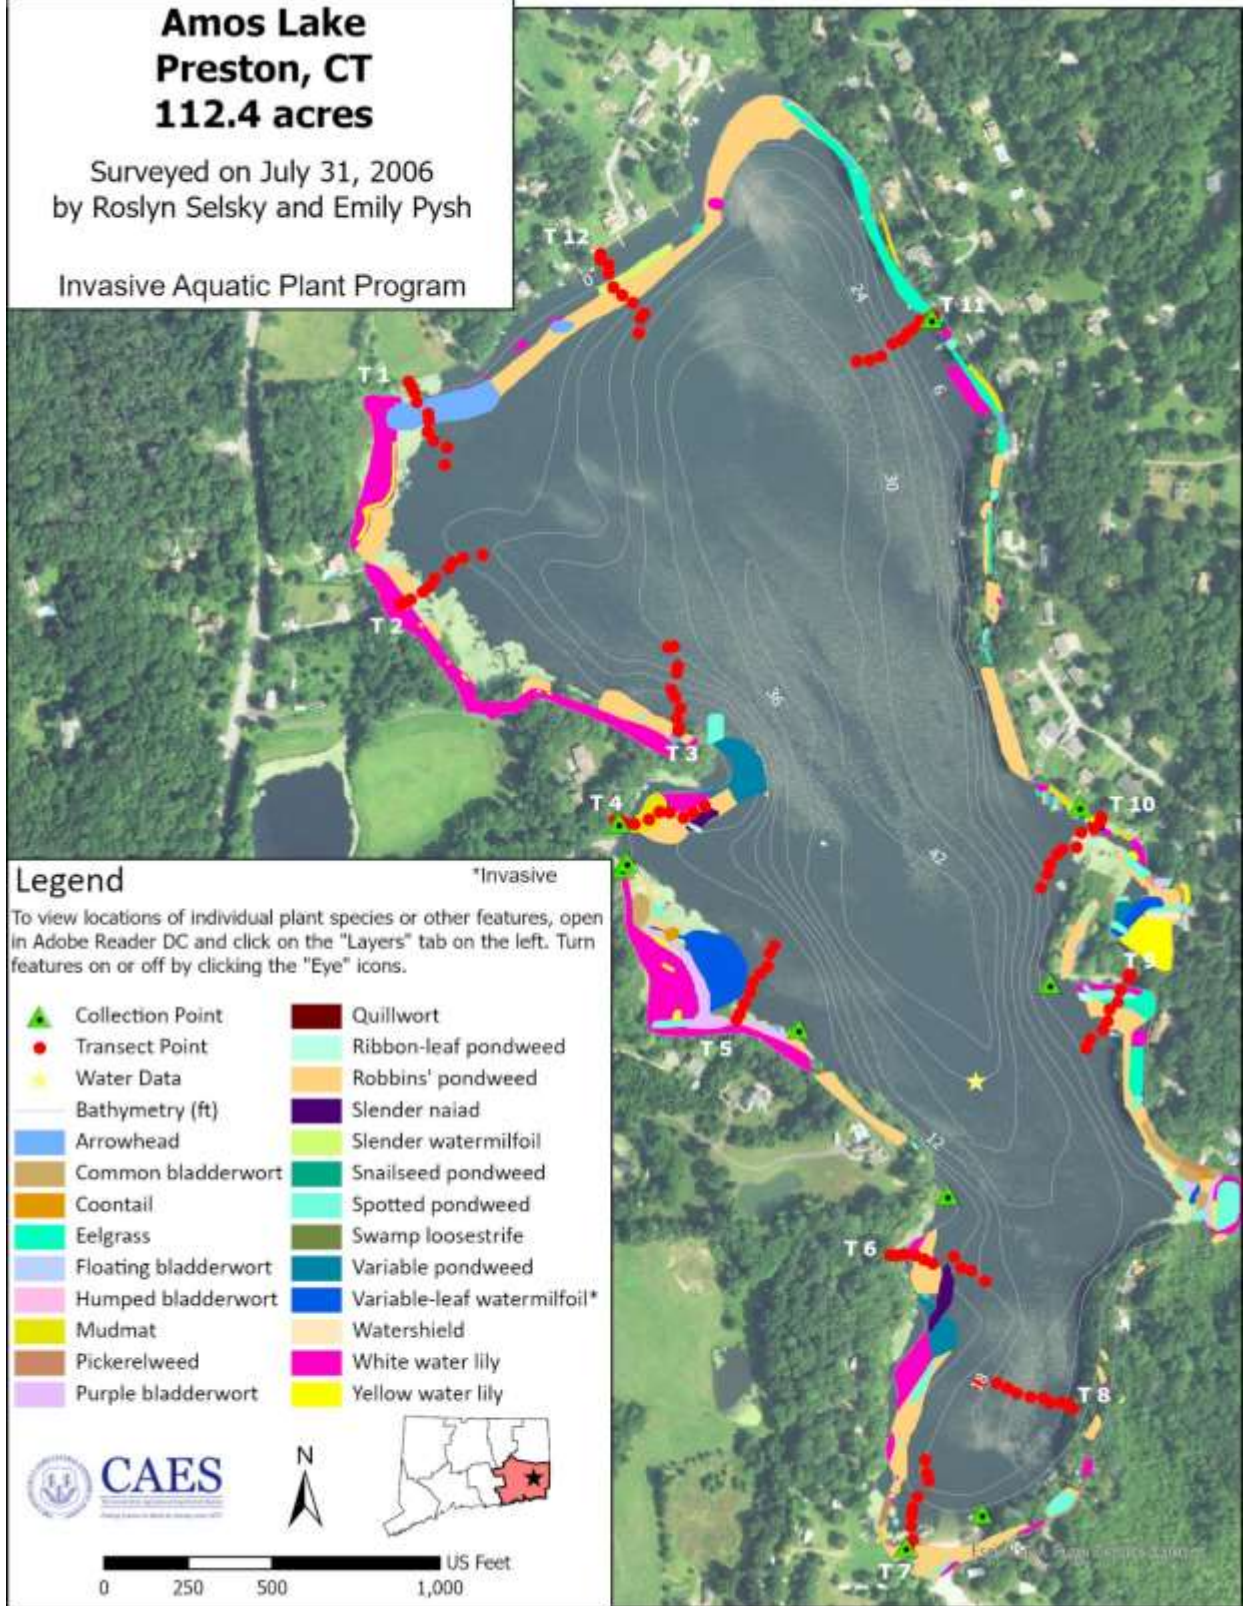 Amos Lake
Preston, CT
112.4 acres
Surveyed on July 31, 2006
by Roslyn Selsky and Emily Pysh
Invasive Aquatic Plant Program
T 12
T 11
T 1
T 2
T 3
T 4
T 10
T 9
T 5
T 6
T 8
T 7
0
24
6
30
36
42
12
18
Legend
*Invasive
To view locations of individual plant species or other features, open
in Adobe Reader DC and click on the "Layers" tab on the left. Turn
features on or off by clicking the "Eye" icons.
Collection Point
Transect Point
Water Data
Bathymetry (ft)
Arrowhead
Common bladderwort
Coontail
Eelgrass
Floating bladderwort
Humped bladderwort
Mudmat
Pickerelweed
Purple bladderwort
Quillwort
Ribbon-leaf pondweed
Robbins' pondweed
Slender naiad
Slender watermilfoil
Snailseed pondweed
Spotted pondweed
Swamp loosestrife
Variable pondweed
Variable-leaf watermilfoil*
Watershield
White water lily
Yellow water lily
CAES
N
US Feet
0 250 500 1,000